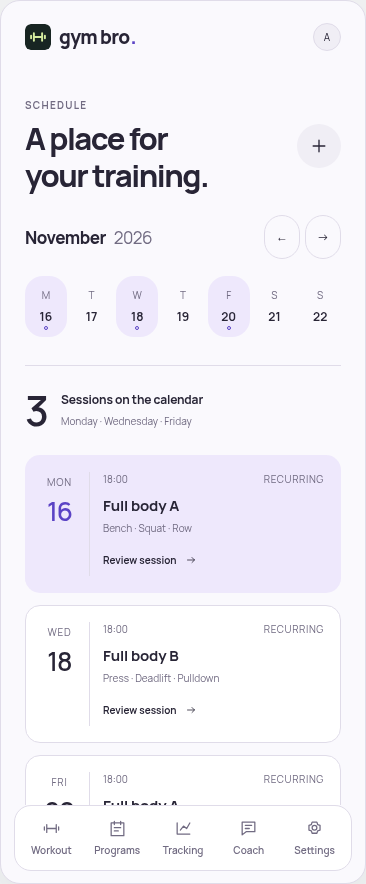 gym bro.
A
SCHEDULE
A place for
your training.
November 2026
M T W T F S S
16 17 18 19 20 21 22
3
Sessions on the calendar
Monday · Wednesday · Friday
MON
16
18:00 RECURRING
Full body A
Bench · Squat · Row
Review session →
WED
18
18:00 RECURRING
Full body B
Press · Deadlift · Pulldown
Review session →
FRI
18:00 RECURRING
Full body A
Workout Programs Tracking Coach Settings